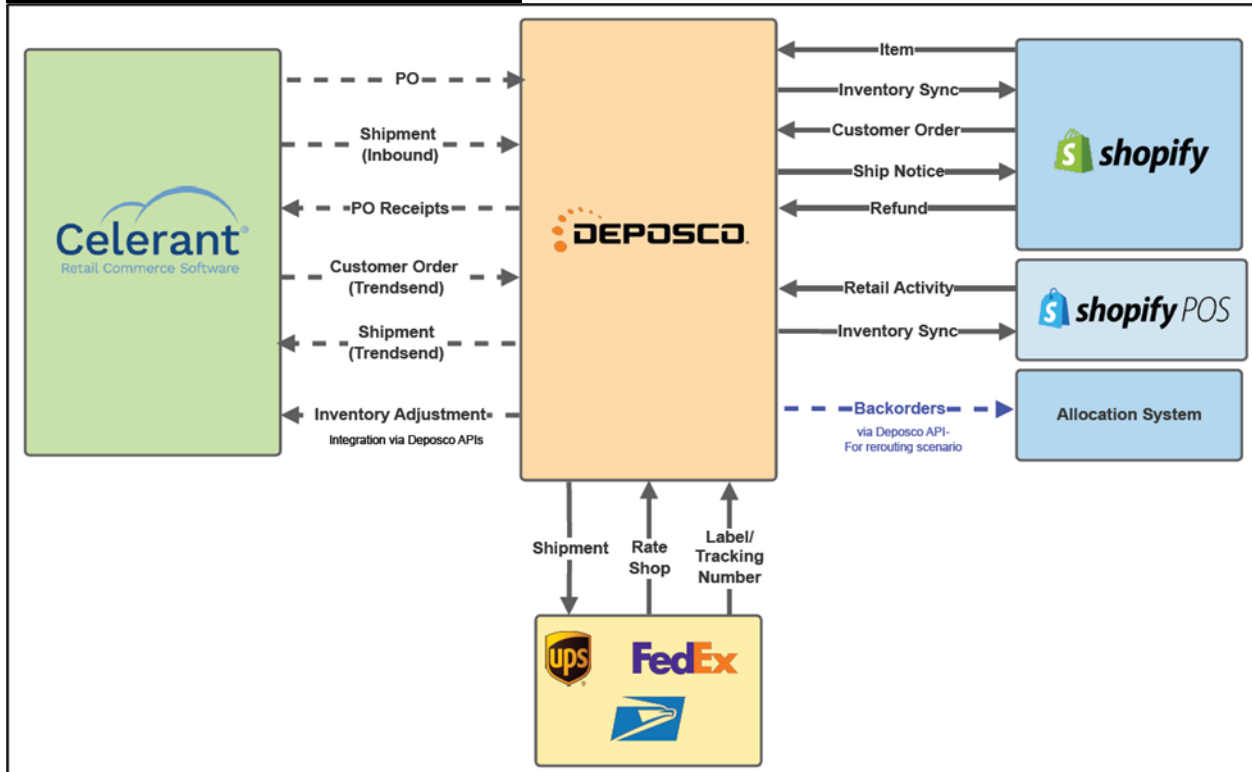 Celerant®
Retail Commerce Software
PO
Shipment
(Inbound)
PO Receipts
Customer Order
(Trendsend)
Shipment
(Trendsend)
Inventory Adjustment
Integration via Deposco APIs
DEPOSCO.
Item
Inventory Sync
Customer Order
Ship Notice
Refund
shopify
Retail Activity
Inventory Sync
shopify POS
Backorders
via Deposco API-
For rerouting scenario
Allocation System
Shipment
Rate
Shop
Label/
Tracking
Number
ups
FedEx